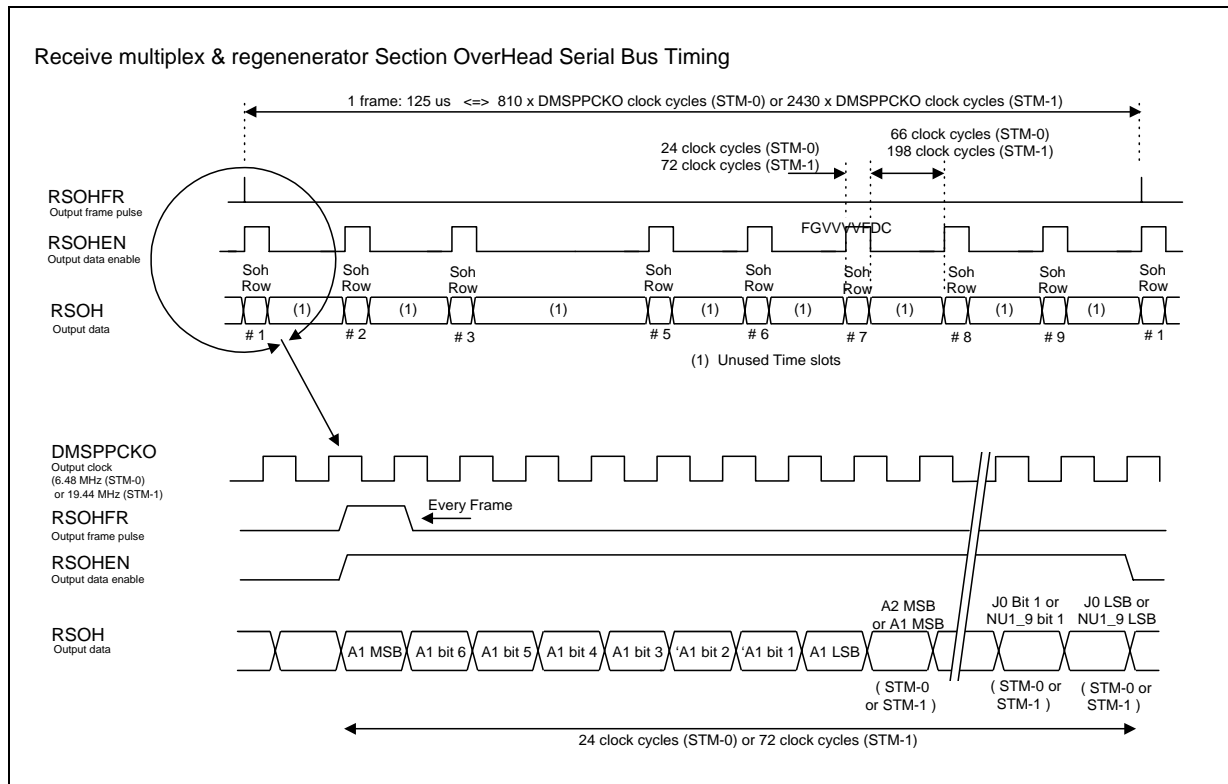 Receive multiplex & regenenerator Section OverHead Serial Bus Timing
1 frame: 125 us <=> 810 x DMSPPCKO clock cycles (STM-0) or 2430 x DMSPPCKO clock cycles (STM-1)
24 clock cycles (STM-0)
72 clock cycles (STM-1)
66 clock cycles (STM-0)
198 clock cycles (STM-1)
RSOHFR
Output frame pulse
RSOHEN
Output data enable
FGVVVVFDC
Soh Row
Soh Row
Soh Row
Soh Row
Soh Row
Soh Row
Soh Row
Soh Row
Soh Row
RSOH
Output data
(1) (1) (1) (1) (1) (1) (1) (1)
# 1 # 2 # 3 # 5 # 6 # 7 # 8 # 9 # 1
(1) Unused Time slots
DMSPPCKO
Output clock
(6.48 MHz (STM-0)
or 19.44 MHz (STM-1)
RSOHFR
Output frame pulse
Every Frame
RSOHEN
Output data enable
A2 MSB
or A1 MSB
J0 Bit 1 or
NU1_9 bit 1
J0 LSB or
NU1_9 LSB
RSOH
Output data
A1 MSB A1 bit 6 A1 bit 5 A1 bit 4 A1 bit 3 'A1 bit 2 'A1 bit 1 A1 LSB
( STM-0
or STM-1 )
( STM-0 or
STM-1 )
( STM-0 or
STM-1 )
24 clock cycles (STM-0) or 72 clock cycles (STM-1)